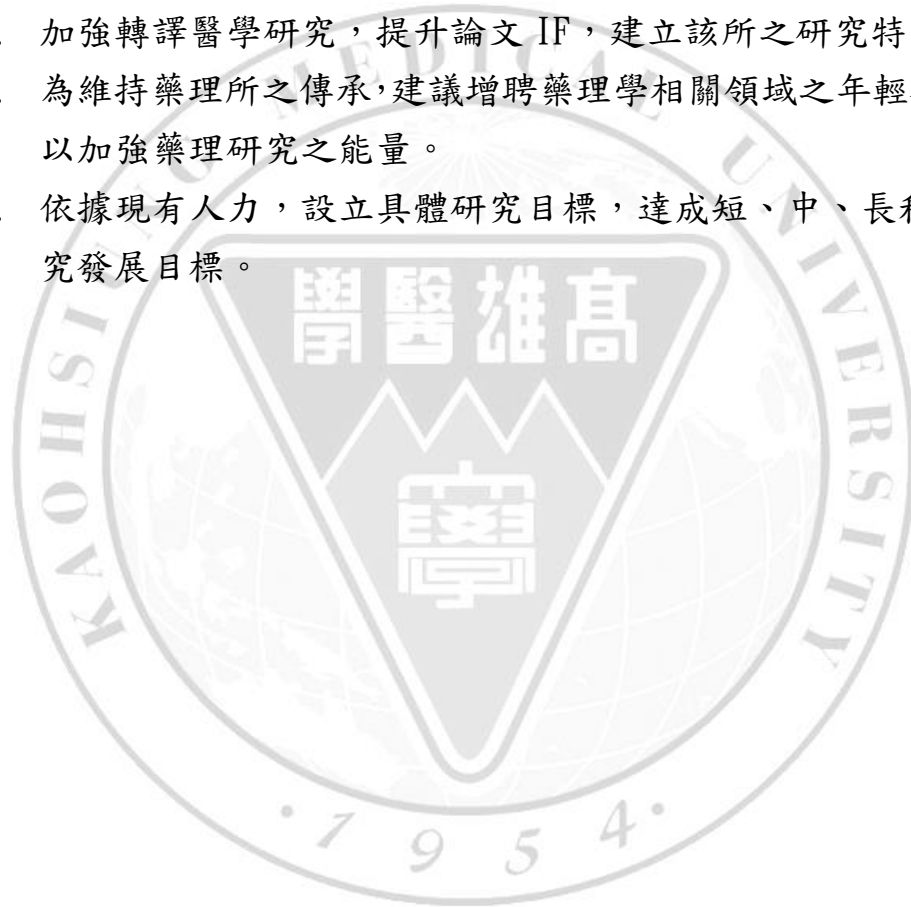 . 加強轉譯醫學研究，提升論文 IF，建立該所之研究特
. 為維持藥理所之傳承，建議增聘藥理學相關領域之年輕
以加強藥理研究之能量。
. 依據現有人力，設立具體研究目標，達成短、中、長
究發展目標。
KAOHSIUNG MEDICAL UNIVERSITY
學醫雄高
學
·1954·